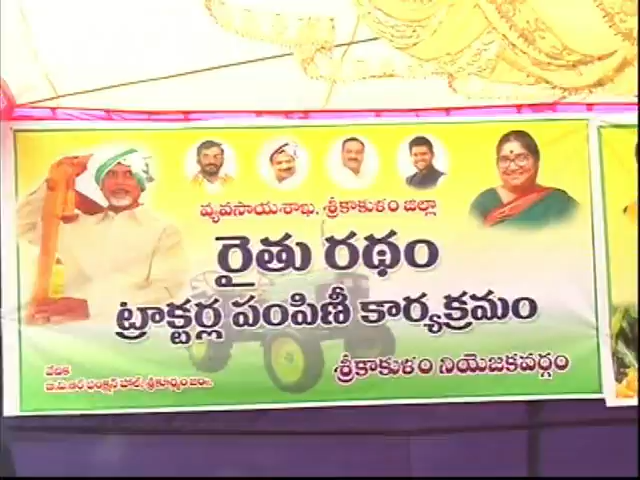 వ్యవసాయశాఖ, శ్రీకాకుళం జిల్లా
రైతు రథం
ట్రాక్టర్ల పంపిణీ కార్యక్రమం
శ్రీకాకుళం నియోజకవర్గం
వేదిక